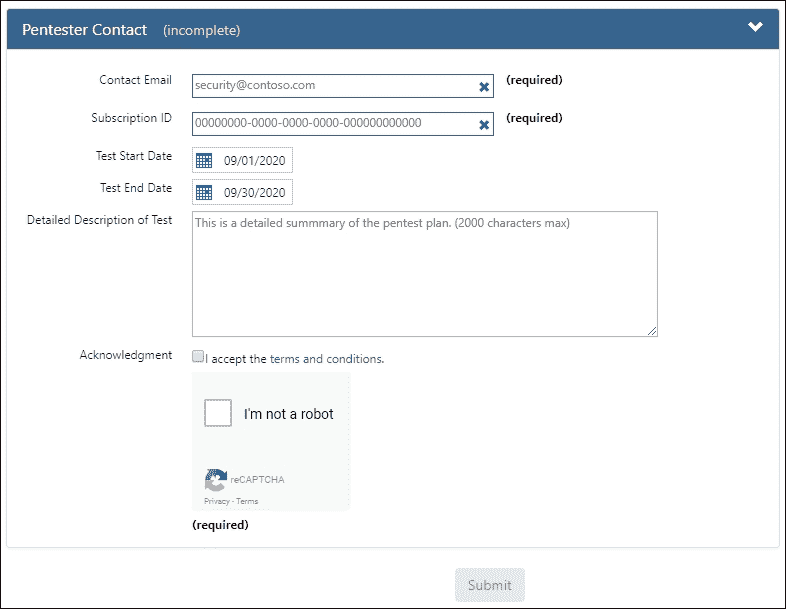 Pentester Contact (incomplete)
Contact Email security@contoso.com (required)
Subscription ID 00000000-0000-0000-0000-000000000000 (required)
Test Start Date 09/01/2020
Test End Date 09/30/2020
Detailed Description of Test This is a detailed summmary of the pentest plan. (2000 characters max)
Acknowledgment I accept the terms and conditions.
I'm not a robot
reCAPTCHA
Privacy - Terms
(required)
Submit